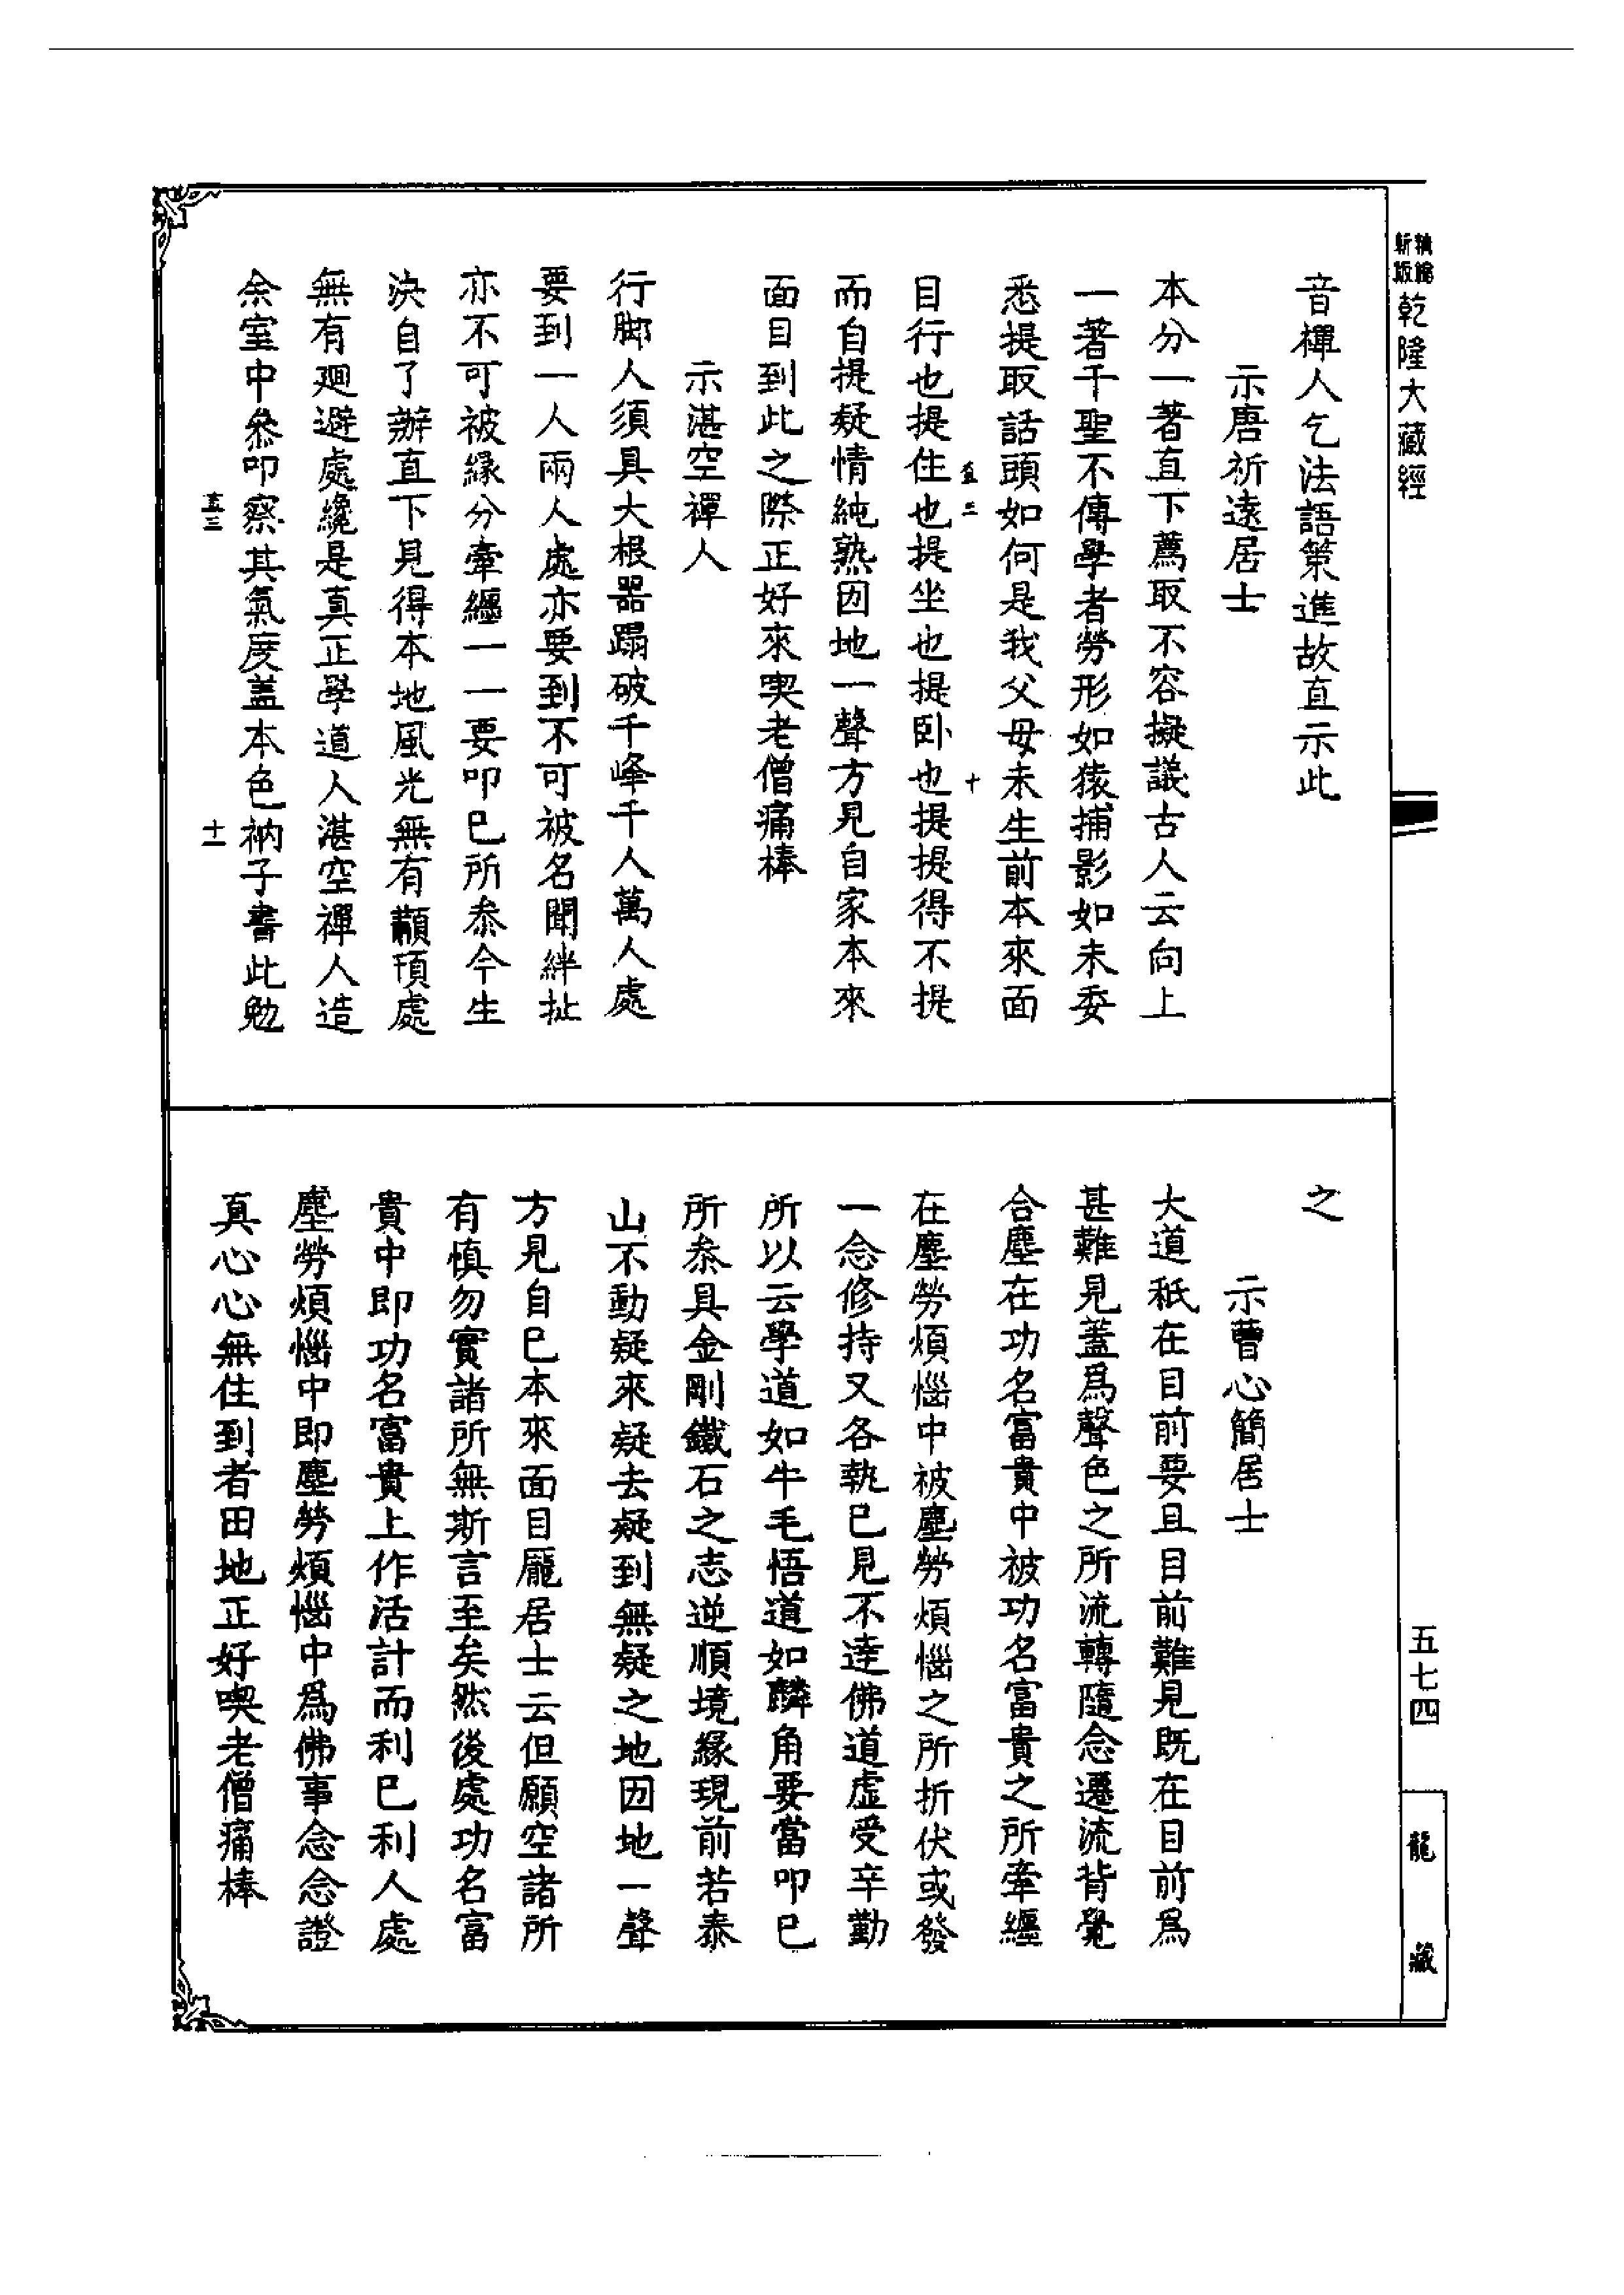 精編
新版
乾隆大藏經
音禪人乞法語策進故直示此
示唐祈遠居士
本分一著直下薦取不容擬議古人云向上
一著千聖不傳學者勞形如猿捕影如未委
悉提取話頭如何是我父母未生前本來面
目行也提住也提坐也提卧也提提得不提
而自提疑情純熟囡地一聲方見自家本來
面目到此之際正好來喫老僧痛棒
示湛空禪人
行腳人須具大根器蹋破千峰千人萬人處
要到一人兩人處亦要到不可被名聞絆扯
亦不可被緣分牽纏一一要叩巳所叅今生
決自了辦直下見得本地風光無有顢頇處
無有廻避處纔是真正學道人湛空禪人造
余室中叅叩察其氣度盖本色衲子書此勉
之
示曹心簡居士
大道秖在目前要且目前難見既在目前爲
甚難見蓋爲聲色之所流轉隨念遷流背覺
合塵在功名富貴中被功名富貴之所牽纏
在塵勞煩惱中被塵勞煩惱之所折伏或發
一念修持又各執巳見不達佛道虛受辛勤
所以云學道如牛毛悟道如麟角要當叩巳
所叅具金剛鐵石之志逆順境緣現前若泰
山不動疑來疑去疑到無疑之地囡地一聲
方見自巳本來面目龐居士云但願空諸所
有慎勿實諸所無斯言至矣然後處功名富
貴中即功名富貴上作活計而利巳利人處
塵勞煩惱中即塵勞煩惱中爲佛事念念證
真心心無住到者田地正好喫老僧痛棒
五七四
龍藏